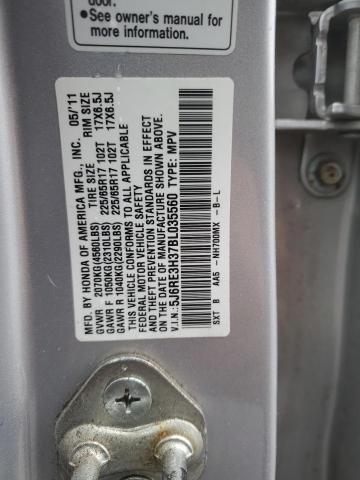 door.
•See owner's manual for
more information.
MFD. BY HONDA OF AMERICA MFG., INC. 05/'11
TIRE SIZE RIM SIZE
GVWR 2070KG(4560LBS)
GAWR F 1050KG(2310LBS) 225/65R17 102T 17X6.5J
GAWR R 1040KG(2290LBS) 225/65R17 102T 17X6.5J
THIS VEHICLE CONFORMS TO ALL APPLICABLE
FEDERAL MOTOR VEHICLE SAFETY
AND THEFT PREVENTION STANDARDS IN EFFECT
ON THE DATE OF MANUFACTURE SHOWN ABOVE.
V.I.N.: 5J6RE3H37BL035560 TYPE: MPV
SXT B AA5 -NH700MX -B-L